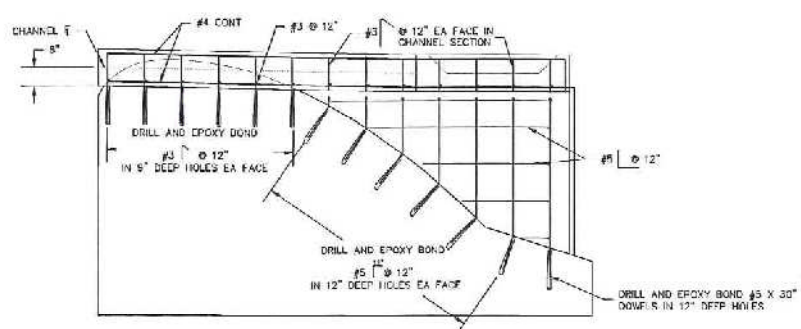 #4 CONT
#3 @ 12"
#3 @ 12" EA FACE IN
CHANNEL SECTION
CHANNEL ℄
8"
DRILL AND EPOXY BOND
#3 @ 12"
IN 9" DEEP HOLES EA FACE
#5 @ 12"
DRILL AND EPOXY BOND
#5 @ 12"
IN 12" DEEP HOLES EA FACE
DRILL AND EPOXY BOND #5 X 30"
DOWELS IN 12" DEEP HOLES